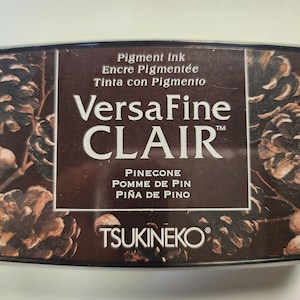 Pigment Ink
Encre Pigmentée
Tinta con Pigmento
VersaFine
CLAIR™
PINECONE
POMME DE PIN
PIÑA DE PINO
TSUKINEKO®